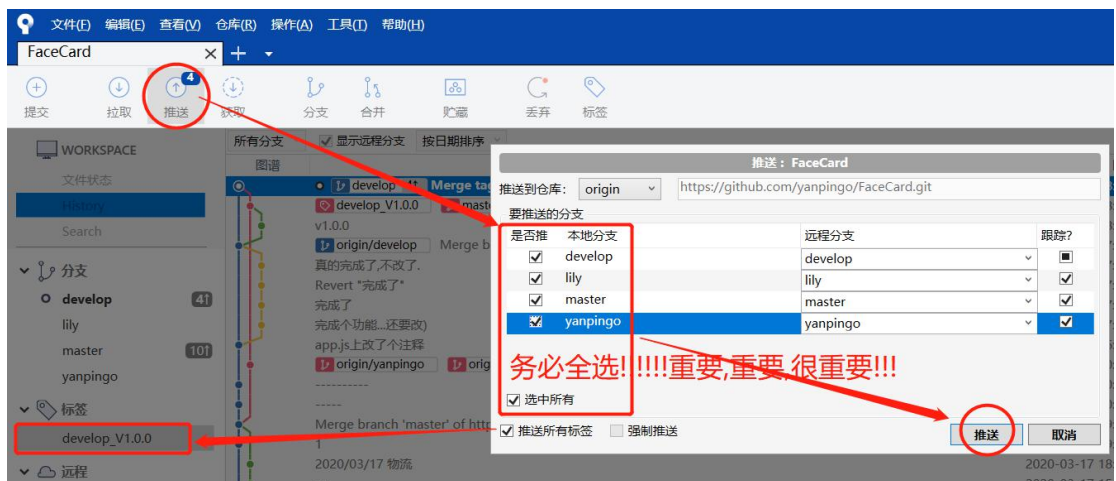 文件(F) 编辑(E) 查看(V) 仓库(R) 操作(A) 工具(T) 帮助(H)
FaceCard
4
提交 拉取 推送 获取 分支 合并 贮藏 丢弃 标签
WORKSPACE
文件状态
History
Search
分支
develop 4↑
lily
master 10↑
yanpingo
标签
develop_V1.0.0
远程
所有分支 显示远程分支 按日期排序
图谱
develop 4↑ Merge tag
develop_V1.0.0 maste
v1.0.0
origin/develop Merge b
真的完成了,不改了.
Revert "完成了"
完成了
完成个功能...还要改)
app.js上改了个注释
origin/yanpingo orig
----------
-----
Merge branch 'master' of http
1
2020/03/17 物流
推送：FaceCard
推送到仓库: origin https://github.com/yanpingo/FaceCard.git
要推送的分支
是否推 本地分支 远程分支 跟踪?
develop develop
lily lily
master master
yanpingo yanpingo
务必全选!!!!!!重要,重要,很重要!!!
选中所有
推送所有标签 强制推送 推送 取消
2020-03-17 18: